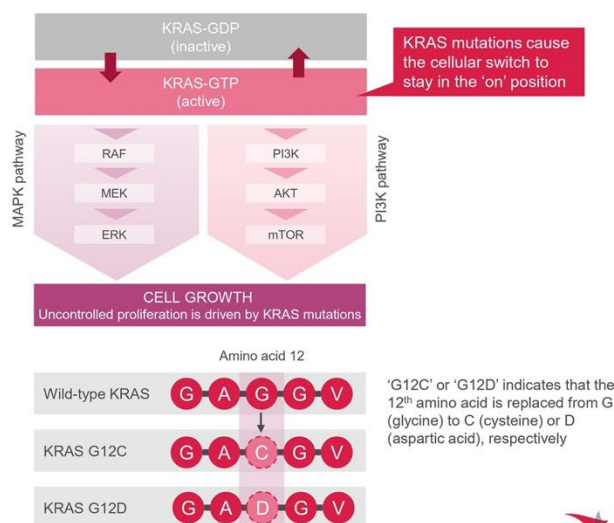 KRAS-GDP
(inactive)
KRAS mutations cause
the cellular switch to
stay in the ‘on’ position
KRAS-GTP
(active)
MAPK pathway
RAF
MEK
ERK
PI3K
AKT
mTOR
PI3K pathway
CELL GROWTH
Uncontrolled proliferation is driven by KRAS mutations
Amino acid 12
Wild-type KRAS
G A G G V
KRAS G12C
G A C G V
KRAS G12D
G A D G V
‘G12C’ or ‘G12D’ indicates that the
12th amino acid is replaced from G
(glycine) to C (cysteine) or D
(aspartic acid), respectively